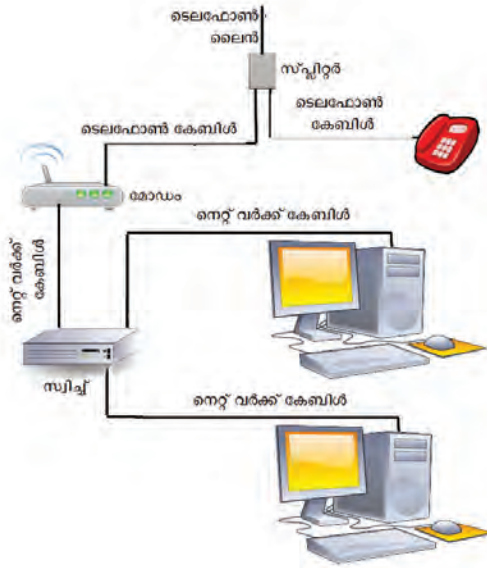 ടെലഫോൺ
ലൈൻ
സ്പ്ലിറ്റർ
ടെലഫോൺ
കേബിൾ
ടെലഫോൺ കേബിൾ
മോഡം
നെറ്റ് വർക്ക് കേബിൾ
നെറ്റ് വർക്ക്
കേബിൾ
സ്വിച്ച്
നെറ്റ് വർക്ക് കേബിൾ